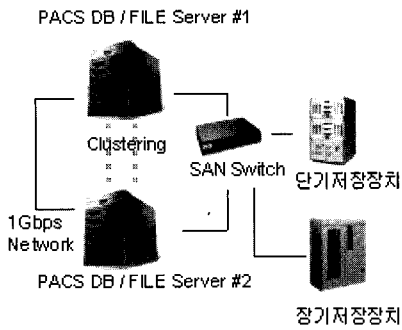 PACS DB / FILE Server #1
Clustering
SAN Switch
단기저장장치
1Gbps
Network
PACS DB / FILE Server #2
장기저장장치